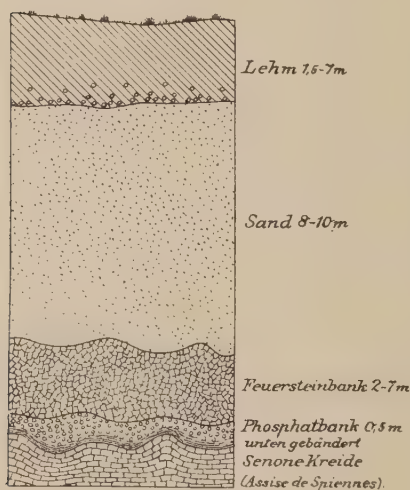 Lehm 1,5-7m
Sand 8-10m
Feuersteinbank 2-7m
Phosphatbank 0,5m
unten gebändert
Senone Kreide
(Assise de Spiennes).